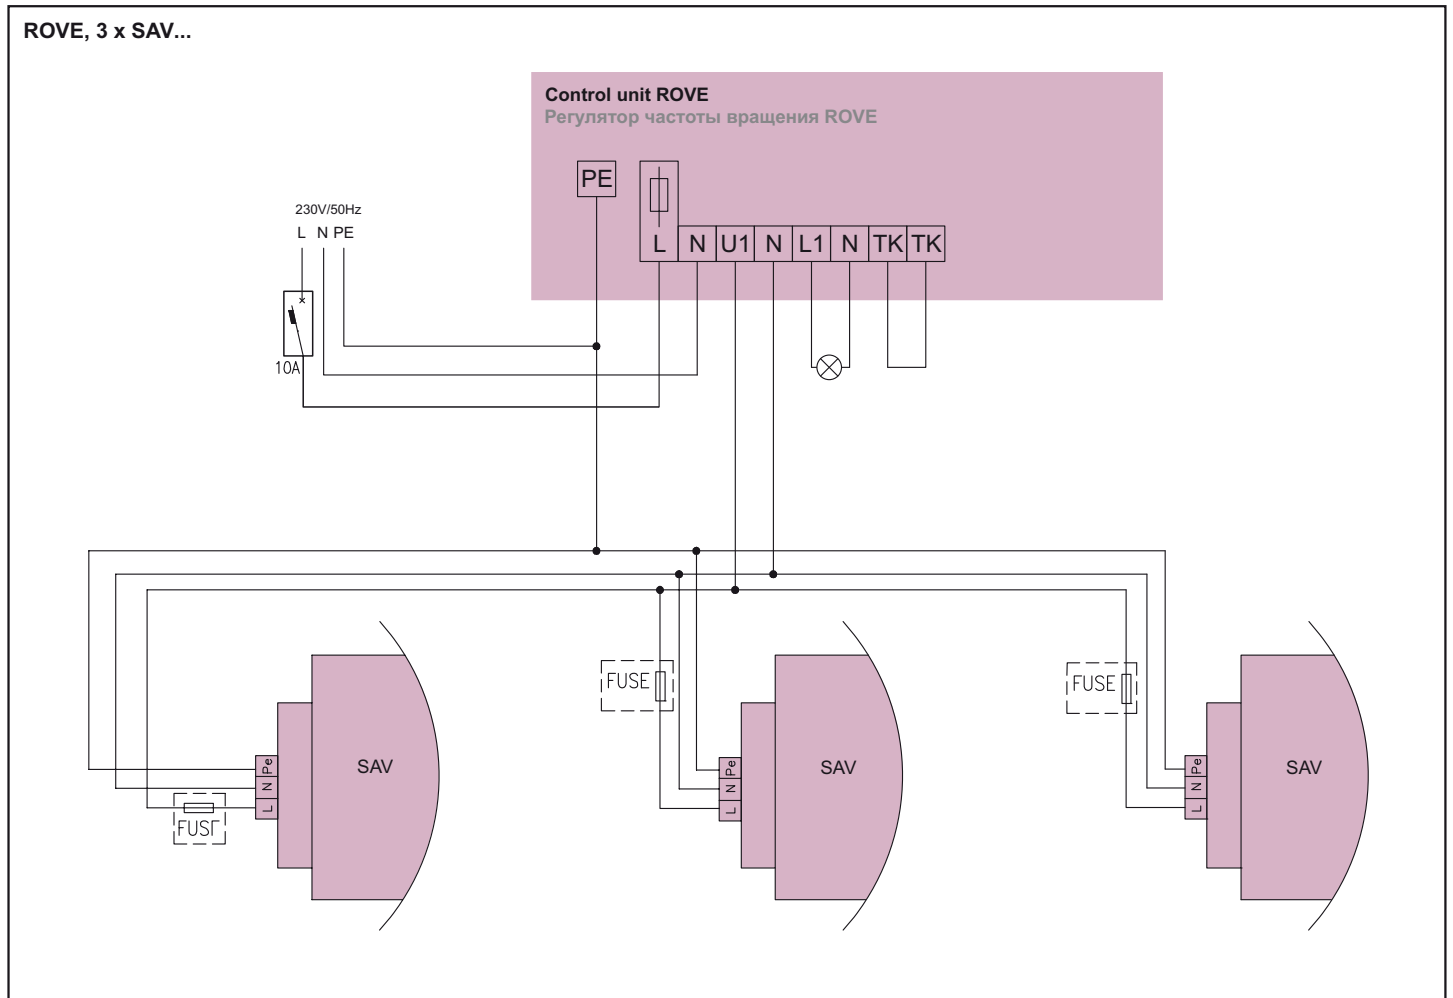 ROVE, 3 x SAV...
Control unit ROVE
Регулятор частоты вращения ROVE
PE
230V/50Hz
L N PE
L N U1 N L1 N TK TK
10A
FUSE
FUSE
Pe
N
L
SAV
FUSE
Pe
N
L
SAV
Pe
N
L
SAV